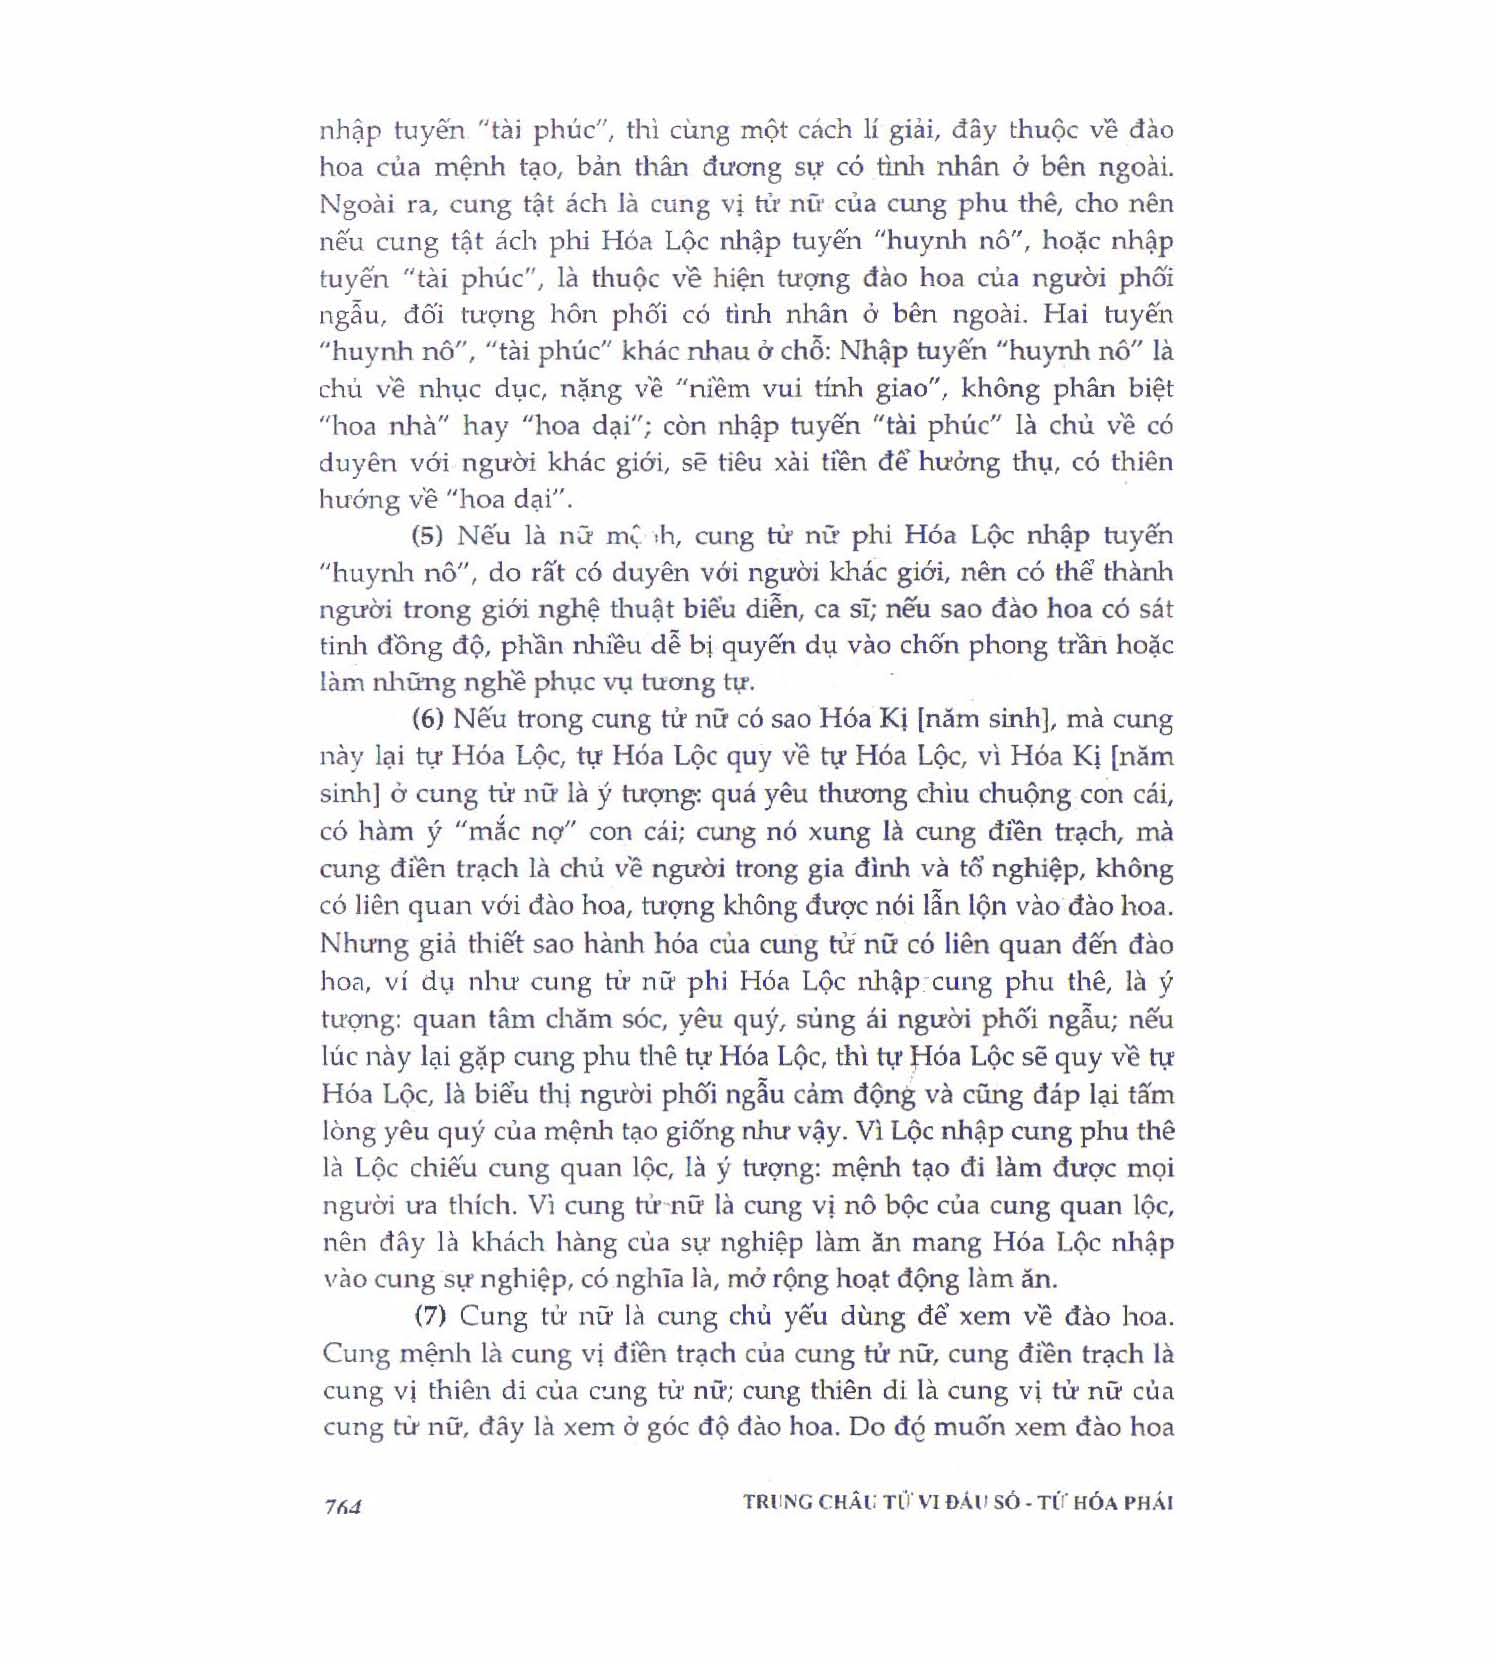 nhập tuyến "tài phúc", thì cùng một cách lí giải, đây thuộc về đào
hoa của mệnh tạo, bản thân đương sự có tình nhân ở bên ngoài.
Ngoài ra, cung tật ách là cung vị tử nữ của cung phu thê, cho nên
nếu cung tật ách phi Hóa Lộc nhập tuyến "huynh nô", hoặc nhập
tuyến "tài phúc", là thuộc về hiện tượng đào hoa của người phối
ngẫu, đối tượng hôn phối có tình nhân ở bên ngoài. Hai tuyến
"huynh nô", "tài phúc" khác nhau ở chỗ: Nhập tuyến "huynh nô" là
chủ về nhục dục, nặng về "niềm vui tính giao", không phân biệt
"hoa nhà" hay "hoa dại"; còn nhập tuyến "tài phúc" là chủ về có
duyên với người khác giới, sẽ tiêu xài tiền để hưởng thụ, có thiên
hướng về "hoa dại".
(5) Nếu là nữ mệnh, cung tử nữ phi Hóa Lộc nhập tuyến
"huynh nô", do rất có duyên với người khác giới, nên có thể thành
người trong giới nghệ thuật biểu diễn, ca sĩ; nếu sao đào hoa có sát
tinh đồng độ, phần nhiều dễ bị quyến dụ vào chốn phong trần hoặc
làm những nghề phục vụ tương tự.
(6) Nếu trong cung tử nữ có sao Hóa Kị [năm sinh], mà cung
này lại tự Hóa Lộc, tự Hóa Lộc quy về tự Hóa Lộc, vì Hóa Kị [năm
sinh] ở cung tử nữ là ý tượng: quá yêu thương chìu chuộng con cái,
có hàm ý "mắc nợ" con cái; cung nó xung là cung điền trạch, mà
cung điền trạch là chủ về người trong gia đình và tổ nghiệp, không
có liên quan với đào hoa, tượng không được nói lẫn lộn vào đào hoa.
Nhưng giả thiết sao hành hóa của cung tử nữ có liên quan đến đào
hoa, ví dụ như cung tử nữ phi Hóa Lộc nhập cung phu thê, là ý
tượng: quan tâm chăm sóc, yêu quý, sủng ái người phối ngẫu; nếu
lúc này lại gặp cung phu thê tự Hóa Lộc, thì tự Hóa Lộc sẽ quy về tự
Hóa Lộc, là biểu thị người phối ngẫu cảm động và cũng đáp lại tấm
lòng yêu quý của mệnh tạo giống như vậy. Vì Lộc nhập cung phu thê
là Lộc chiếu cung quan lộc, là ý tượng: mệnh tạo đi làm được mọi
người ưa thích. Vì cung tử nữ là cung vị nô bộc của cung quan lộc,
nên đây là khách hàng của sự nghiệp làm ăn mang Hóa Lộc nhập
vào cung sự nghiệp, có nghĩa là, mở rộng hoạt động làm ăn.
(7) Cung tử nữ là cung chủ yếu dùng để xem về đào hoa.
Cung mệnh là cung vị điền trạch của cung tử nữ, cung điền trạch là
cung vị thiên di của cung tử nữ; cung thiên di là cung vị tử nữ của
cung tử nữ, đây là xem ở góc độ đào hoa. Do đó muốn xem đào hoa
764
TRUNG CHÂU TỬ VI ĐẨU SỐ - TỨ HÓA PHÁI